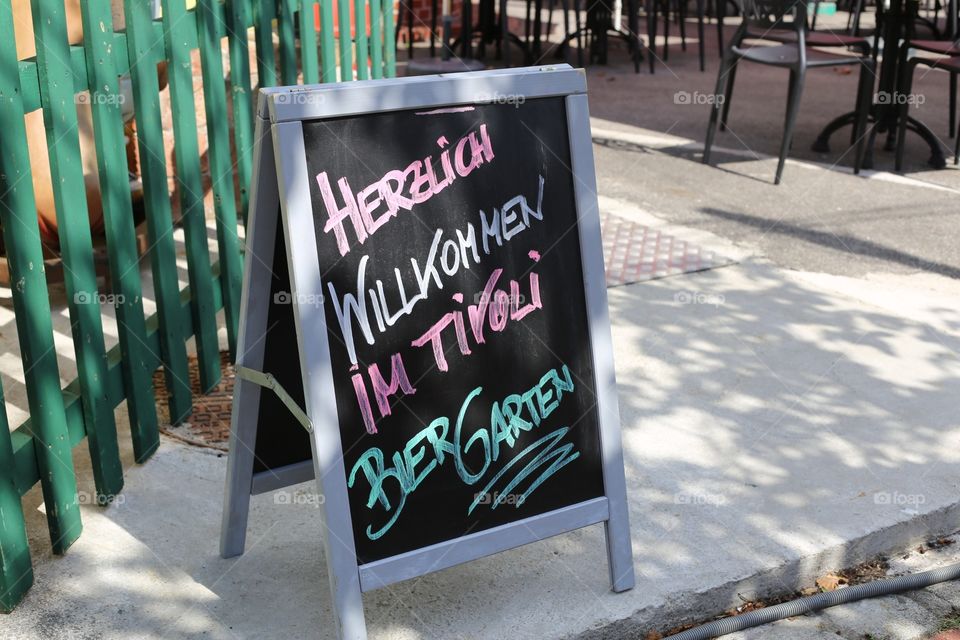 Herzlich
Willkommen
im Tivoli
BierGarten